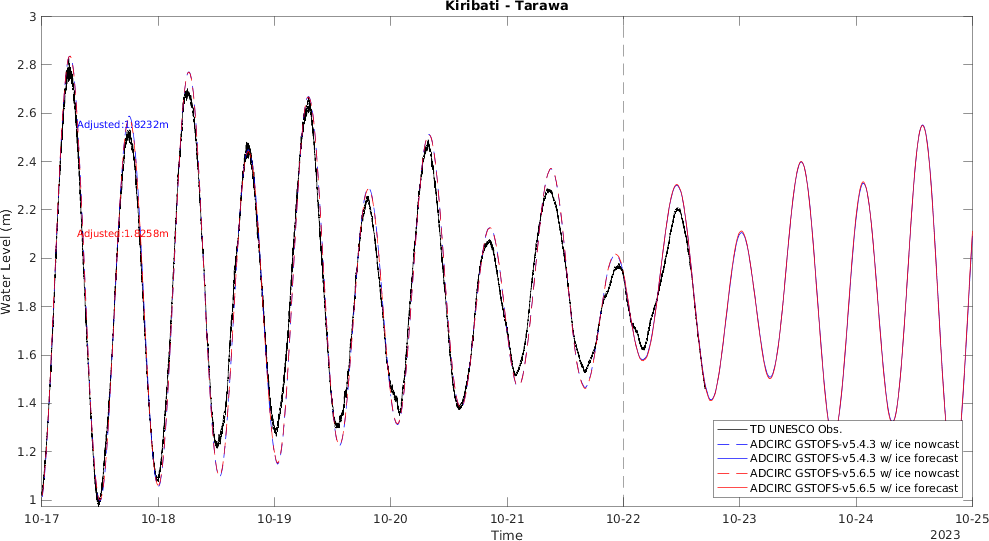 Kiribati - Tarawa
Water Level (m)
3
2.8
2.6
2.4
2.2
2
1.8
1.6
1.4
1.2
1
Adjusted:1.8232m
Adjusted:1.8258m
TD UNESCO Obs.
ADCIRC GSTOFS-v5.4.3 w/ ice nowcast
ADCIRC GSTOFS-v5.4.3 w/ ice forecast
ADCIRC GSTOFS-v5.6.5 w/ ice nowcast
ADCIRC GSTOFS-v5.6.5 w/ ice forecast
10-17 10-18 10-19 10-20 10-21 10-22 10-23 10-24 10-25
Time
2023